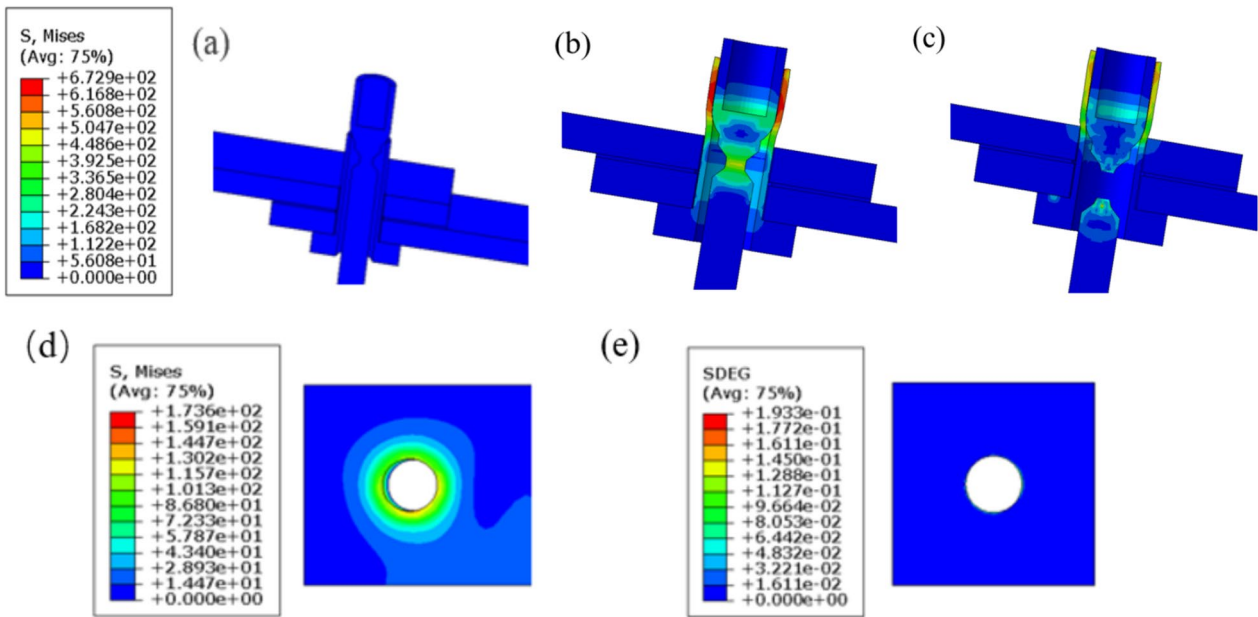 S, Mises
(Avg: 75%)
+6.729e+02
+6.168e+02
+5.608e+02
+5.047e+02
+4.486e+02
+3.925e+02
+3.365e+02
+2.804e+02
+2.243e+02
+1.682e+02
+1.122e+02
+5.608e+01
+0.000e+00
(a)
(b)
(c)
(d)
S, Mises
(Avg: 75%)
+1.736e+02
+1.591e+02
+1.447e+02
+1.302e+02
+1.157e+02
+1.013e+02
+8.680e+01
+7.233e+01
+5.787e+01
+4.340e+01
+2.893e+01
+1.447e+01
+0.000e+00
(e)
SDEG
(Avg: 75%)
+1.933e-01
+1.772e-01
+1.611e-01
+1.450e-01
+1.288e-01
+1.127e-01
+9.664e-02
+8.053e-02
+6.442e-02
+4.832e-02
+3.221e-02
+1.611e-02
+0.000e+00